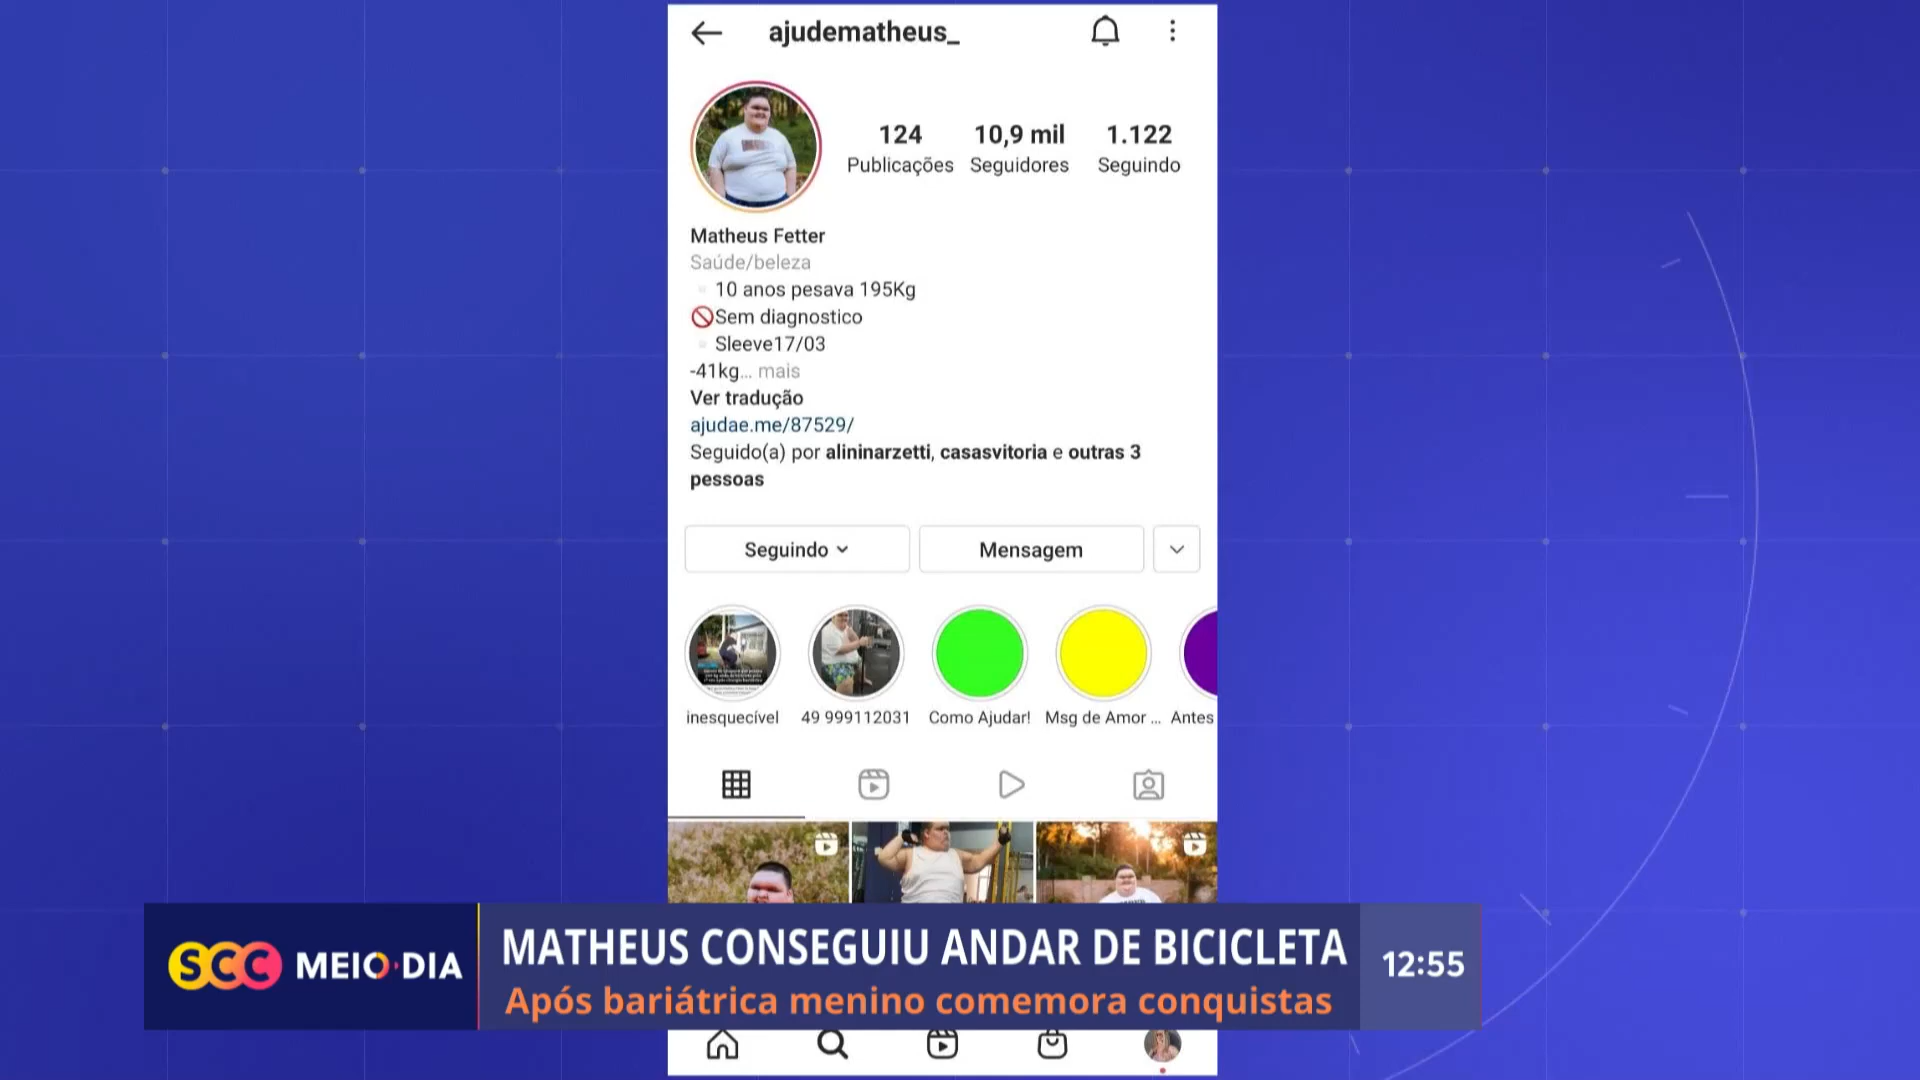 ajudematheus_
124
10,9 mil
1.122
Publicações
Seguidores
Seguindo
Matheus Fetter
Saúde/beleza
10 anos pesava 195Kg
🚫Sem diagnostico
Sleeve17/03
-41kg... mais
Ver tradução
ajudae.me/87529/
Seguido(a) por alininarzetti, casasvitoria e outras 3
pessoas
Seguindo
Mensagem
inesquecível
49 999112031
Como Ajudar!
Msg de Amor ...
Antes
SCC MEIO DIA
MATHEUS CONSEGUIU ANDAR DE BICICLETA
Após bariátrica menino comemora conquistas
12:55